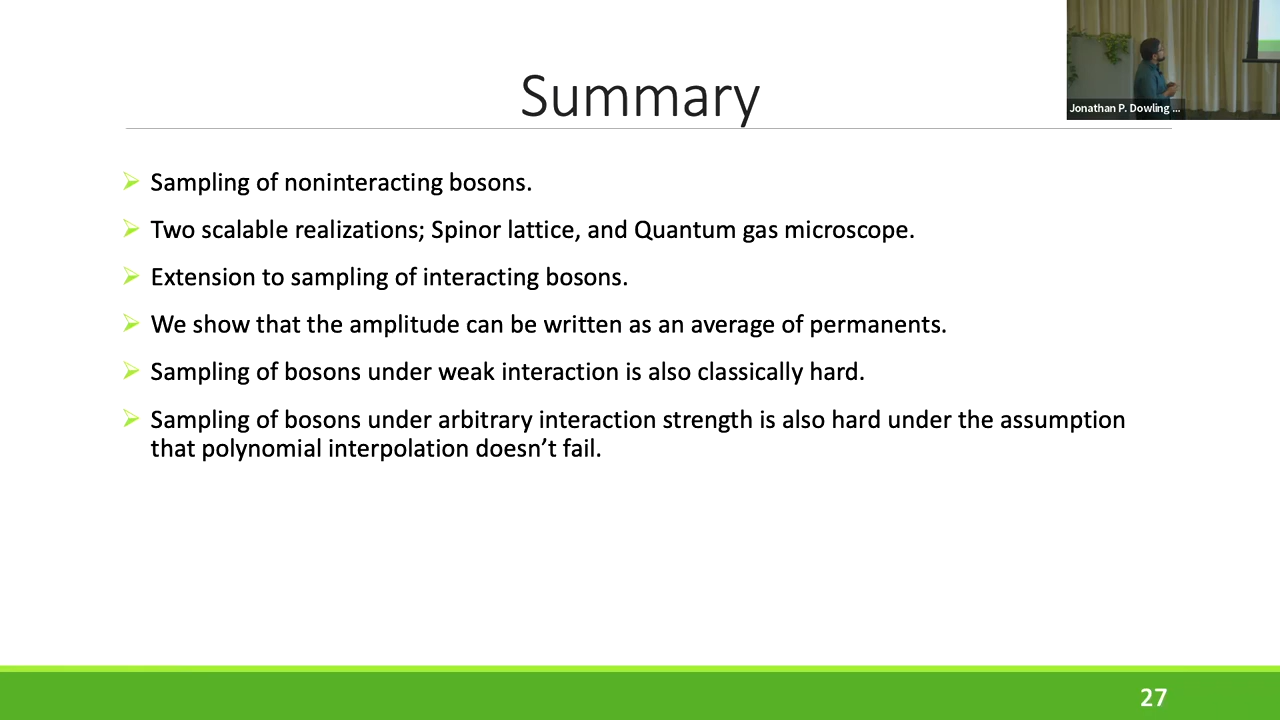 Summary
Jonathan P. Dowling ...
Sampling of noninteracting bosons.
Two scalable realizations; Spinor lattice, and Quantum gas microscope.
Extension to sampling of interacting bosons.
We show that the amplitude can be written as an average of permanents.
Sampling of bosons under weak interaction is also classically hard.
Sampling of bosons under arbitrary interaction strength is also hard under the assumption
that polynomial interpolation doesn’t fail.
27